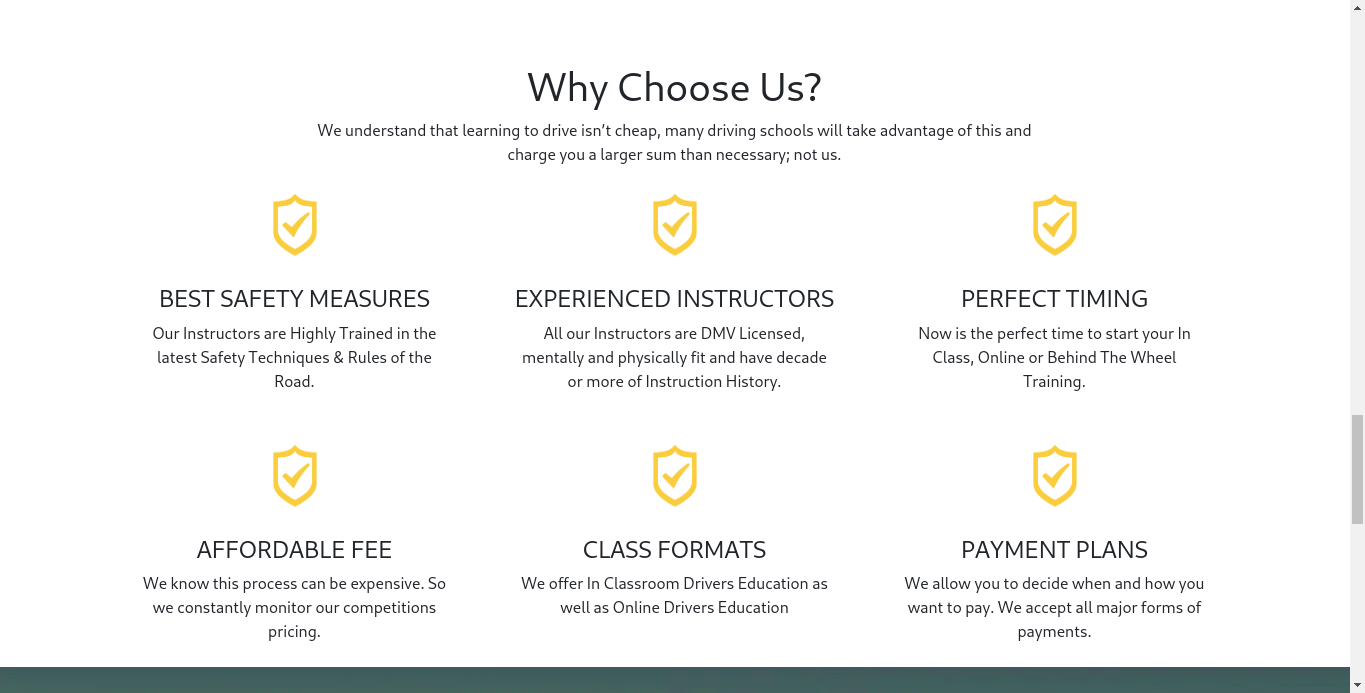 Why Choose Us?
We understand that learning to drive isn’t cheap, many driving schools will take advantage of this and
charge you a larger sum than necessary; not us.
BEST SAFETY MEASURES
Our Instructors are Highly Trained in the
latest Safety Techniques & Rules of the
Road.
EXPERIENCED INSTRUCTORS
All our Instructors are DMV Licensed,
mentally and physically fit and have decade
or more of Instruction History.
PERFECT TIMING
Now is the perfect time to start your In
Class, Online or Behind The Wheel
Training.
AFFORDABLE FEE
We know this process can be expensive. So
we constantly monitor our competitions
pricing.
CLASS FORMATS
We offer In Classroom Drivers Education as
well as Online Drivers Education
PAYMENT PLANS
We allow you to decide when and how you
want to pay. We accept all major forms of
payments.